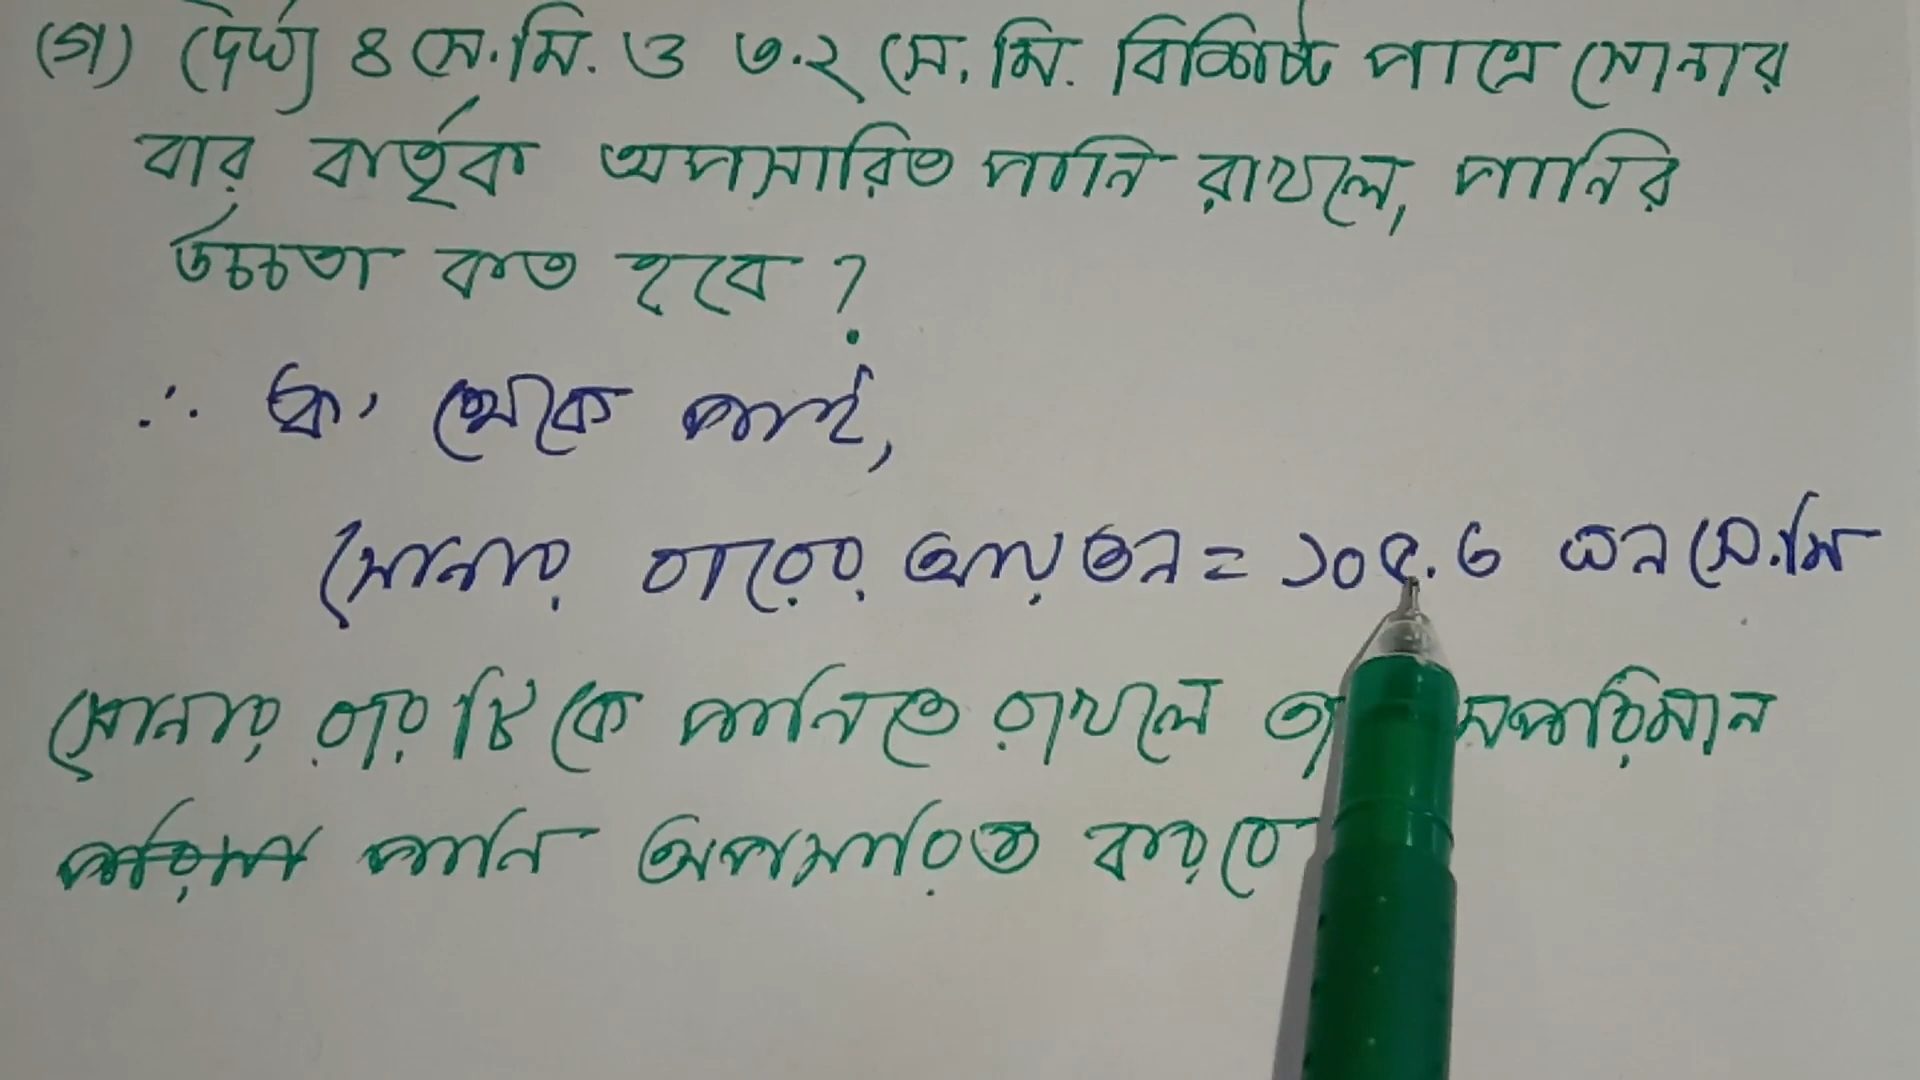 (গ) দৈর্ঘ্য ৪ সে.মি. ও ৩.২ সে.মি. বিশিষ্ট পাত্রে সোনার
বার কর্তৃক অপসারিত পানি রাখলে, পানির
উচ্চতা কত হবে ?
∴ 'ক' থেকে পাই,
সোনার বারের আয়তন = ১০৫.৬ ঘন সে.মি
সোনার বারটিকে পানিতে রাখলে সমপরিমান
পানি অপসারিত করবে